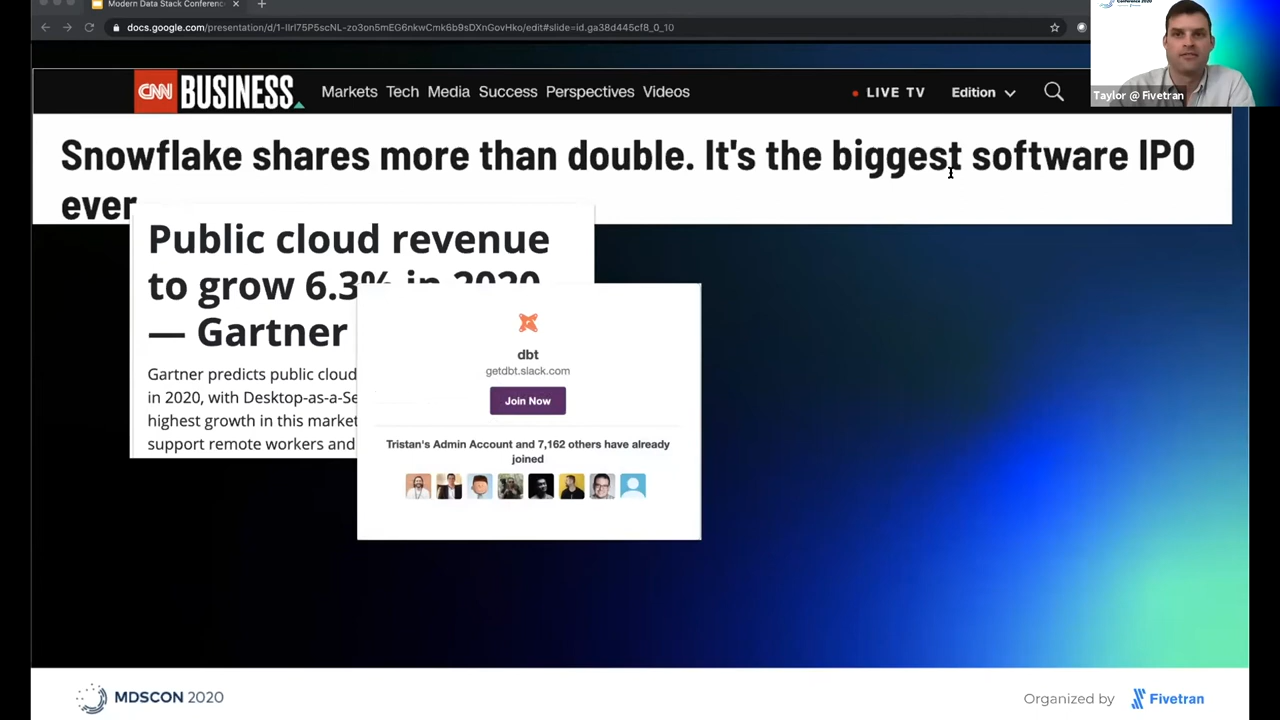 Modern Data Stack Conferenc
docs.google.com/presentation/d/1-IIrI75P5scNL-zo3on5mEG6nkwCmk6b9sDXnGovHko/edit#slide=id.ga38d445cf8_0_10
Taylor @ Fivetran
CNN BUSINESS Markets Tech Media Success Perspectives Videos LIVE TV Edition
Snowflake shares more than double. It's the biggest software IPO
ever
Public cloud revenue
to grow 6.3% in 2020
— Gartner
Gartner predicts public cloud
in 2020, with Desktop-as-a-Se
highest growth in this market
support remote workers and
dbt
getdbt.slack.com
Join Now
Tristan's Admin Account and 7,162 others have already
joined
MDSCON 2020
Organized by Fivetran